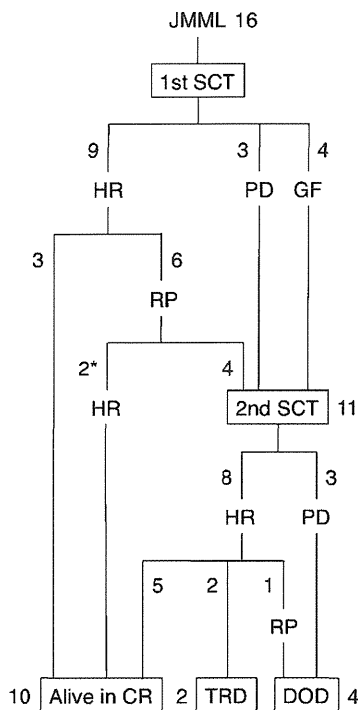 JMML 16
1st SCT
9 3 4
HR PD GF
3 6
RP
2* 4
HR
2nd SCT 11
8 3
HR PD
5 2 1
RP
10 Alive in CR 2 TRD DOD 4